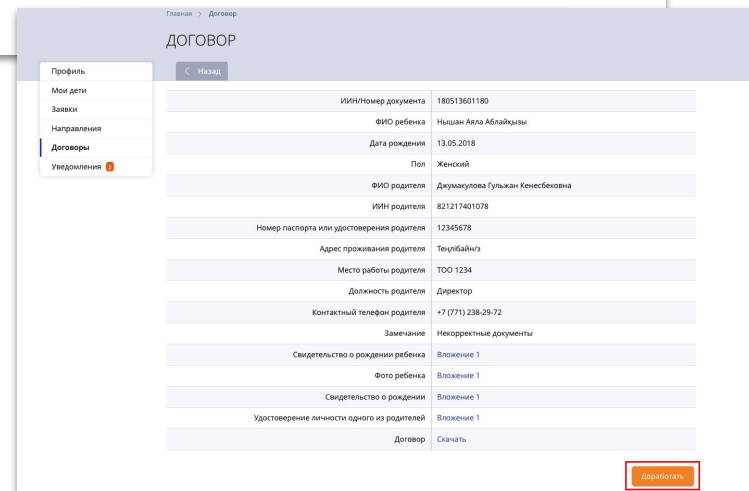 Главная > Договор
ДОГОВОР
< Назад
Профиль
Мои дети
Заявки
Направления
Договоры
Уведомления 2
ИИН/Номер документа 180513601180
ФИО ребенка Нышан Аяла Аблайқызы
Дата рождения 13.05.2018
Пол Женский
ФИО родителя Джумакулова Гульжан Кенесбековна
ИИН родителя 821217401078
Номер паспорта или удостоверения родителя 12345678
Адрес проживания родителя Теңлібайн/з
Место работы родителя ТОО 1234
Должность родителя Директор
Контактный телефон родителя +7 (771) 238-29-72
Замечание Некорректные документы
Свидетельство о рождении ребенка Вложение 1
Фото ребенка Вложение 1
Свидетельство о рождении Вложение 1
Удостоверение личности одного из родителей Вложение 1
Договор Скачать
Доработать